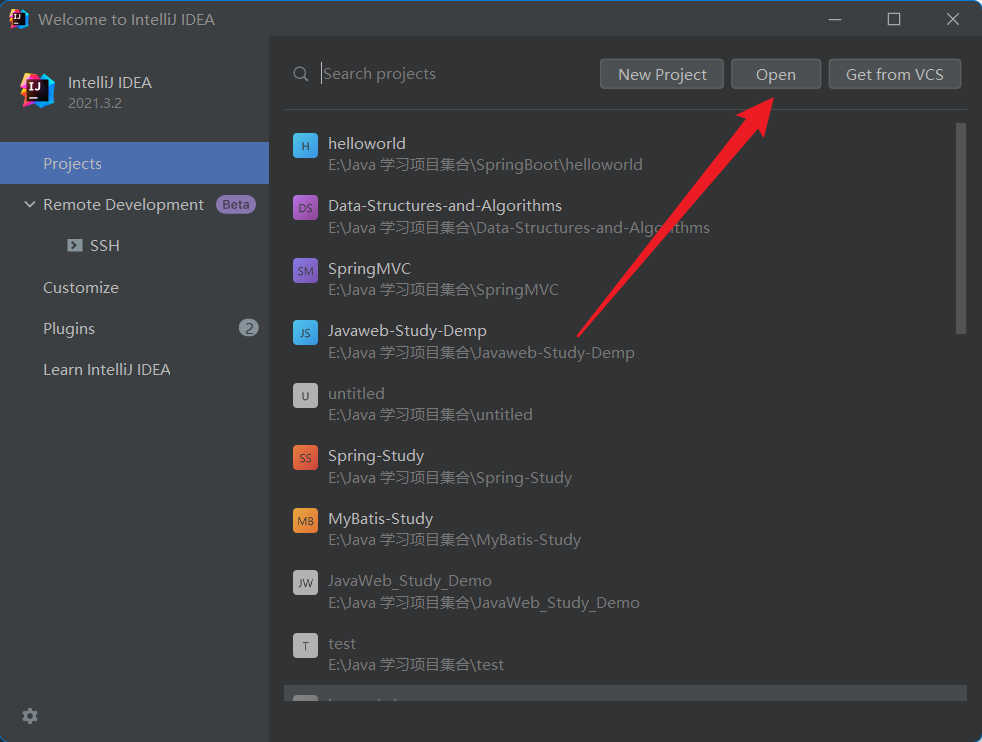 Welcome to IntelliJ IDEA
IntelliJ IDEA
2021.3.2
Projects
Remote Development Beta
SSH
Customize
Plugins 2
Learn IntelliJ IDEA
Search projects
New Project
Open
Get from VCS
H
helloworld
E:\Java 学习项目集合\SpringBoot\helloworld
DS
Data-Structures-and-Algorithms
E:\Java 学习项目集合\Data-Structures-and-Algorithms
SM
SpringMVC
E:\Java 学习项目集合\SpringMVC
JS
Javaweb-Study-Demp
E:\Java 学习项目集合\Javaweb-Study-Demp
U
untitled
E:\Java 学习项目集合\untitled
SS
Spring-Study
E:\Java 学习项目集合\Spring-Study
MB
MyBatis-Study
E:\Java 学习项目集合\MyBatis-Study
JW
JavaWeb_Study_Demo
E:\Java 学习项目集合\JavaWeb_Study_Demo
T
test
E:\Java 学习项目集合\test